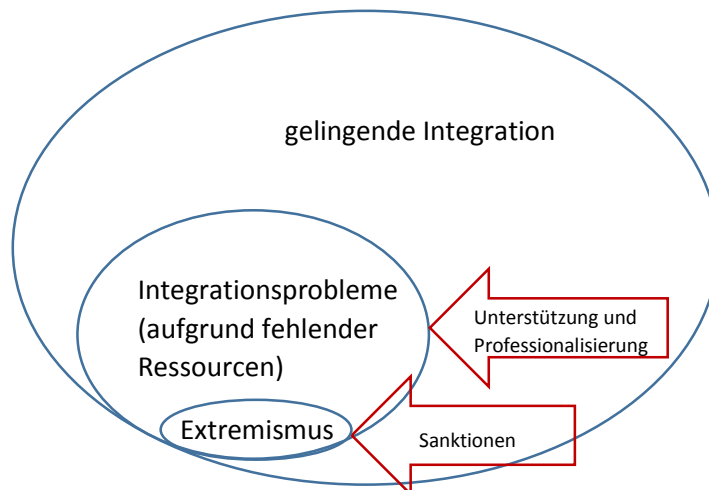 gelingende Integration
Integrationsprobleme
(aufgrund fehlender
Ressourcen)
Unterstützung und
Professionalisierung
Extremismus
Sanktionen